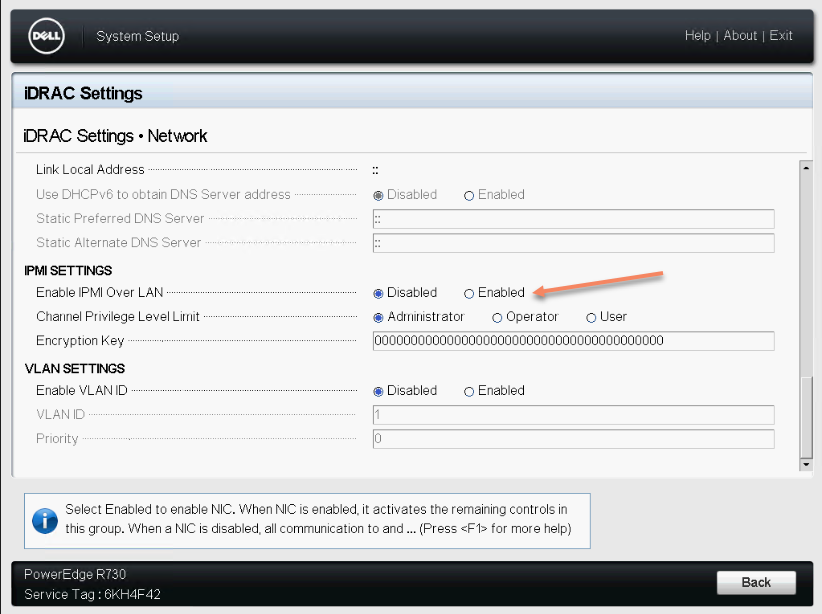 DELL
System Setup
Help | About | Exit
iDRAC Settings
iDRAC Settings • Network
Link Local Address ::
Use DHCPv6 to obtain DNS Server address Disabled Enabled
Static Preferred DNS Server ::
Static Alternate DNS Server ::
IPMI SETTINGS
Enable IPMI Over LAN Disabled Enabled
Channel Privilege Level Limit Administrator Operator User
Encryption Key 0000000000000000000000000000000000000000
VLAN SETTINGS
Enable VLAN ID Disabled Enabled
VLAN ID 1
Priority 0
Select Enabled to enable NIC. When NIC is enabled, it activates the remaining controls in
this group. When a NIC is disabled, all communication to and ... (Press <F1> for more help)
PowerEdge R730
Service Tag : 6KH4F42
Back